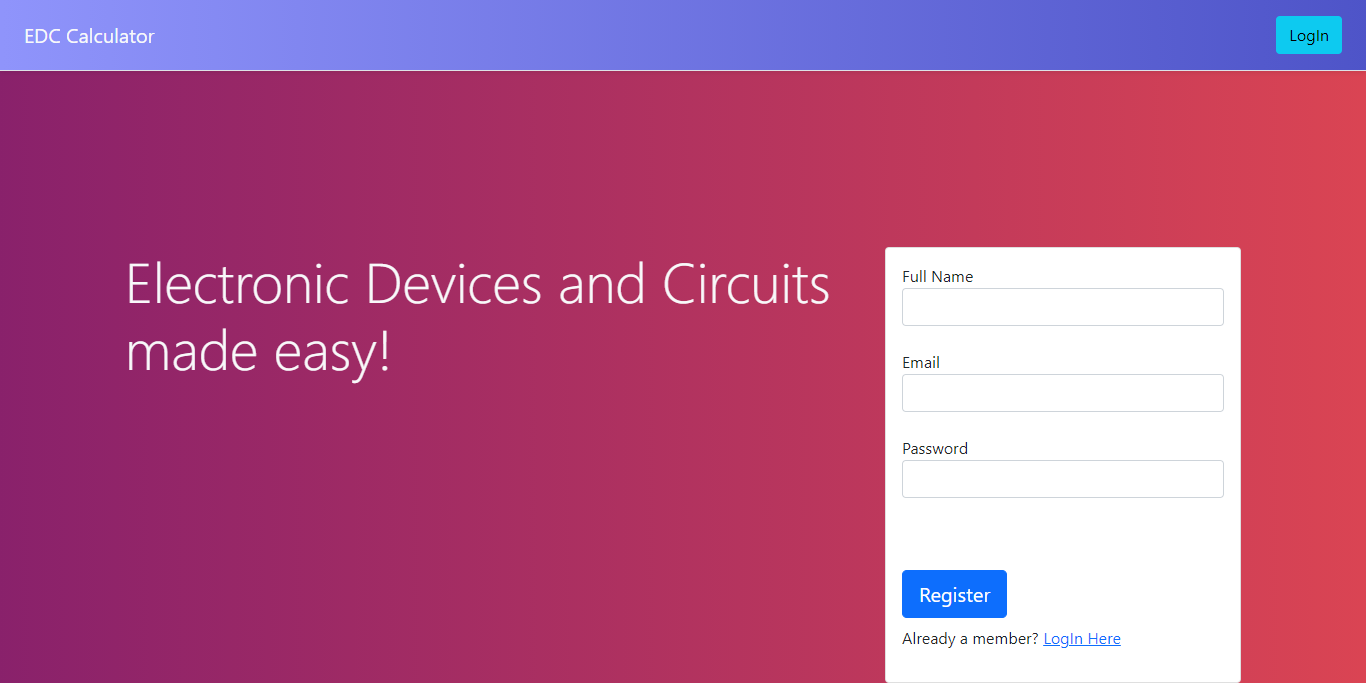 EDC Calculator
LogIn
Electronic Devices and Circuits
made easy!
Full Name
Email
Password
Register
Already a member? LogIn Here